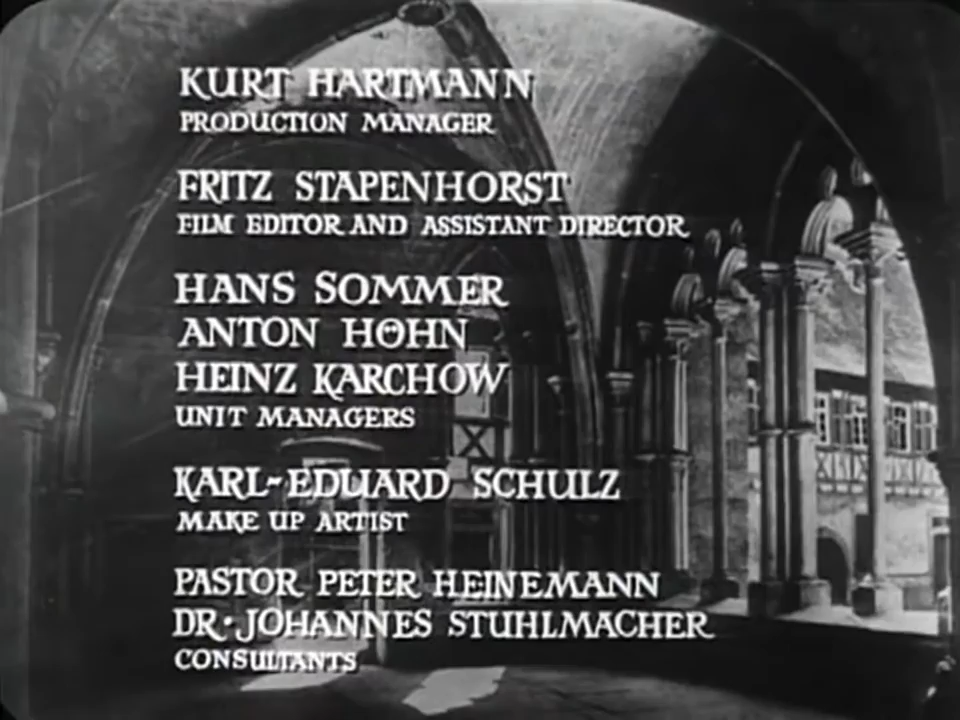 KURT HARTMANN
PRODUCTION MANAGER
FRITZ STAPENHORST
FILM EDITOR AND ASSISTANT DIRECTOR
HANS SOMMER
ANTON HÖHN
HEINZ KARCHOW
UNIT MANAGERS
KARL-EDUARD SCHULZ
MAKE UP ARTIST
PASTOR PETER HEINEMANN
DR. JOHANNES STUHLMACHER
CONSULTANTS